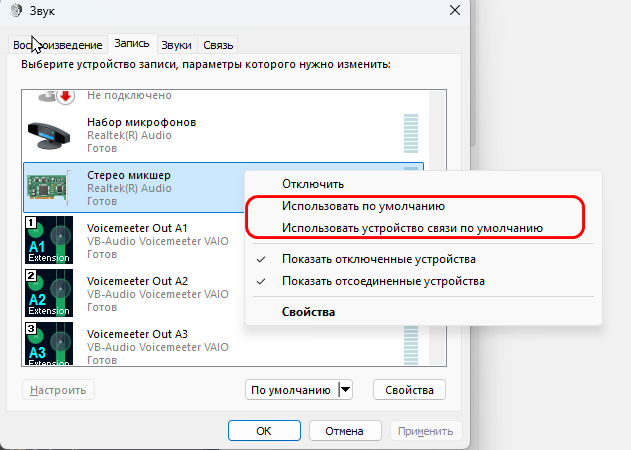 Звук
Воспроизведение Запись Звуки Связь
Выберите устройство записи, параметры которого нужно изменить:
Не подключено
Набор микрофонов
Realtek(R) Audio
Готов
Стерео микшер
Realtek(R) Audio
Готов
Отключить
Использовать по умолчанию
Использовать устройство связи по умолчанию
Показать отключенные устройства
Показать отсоединенные устройства
Свойства
1
A1
Extension
Voicemeeter Out A1
VB-Audio Voicemeeter VAIO
Готов
2
A2
Extension
Voicemeeter Out A2
VB-Audio Voicemeeter VAIO
Готов
3
A3
Extension
Voicemeeter Out A3
VB-Audio Voicemeeter VAIO
Готов
Настроить По умолчанию Свойства
ОК Отмена Применить